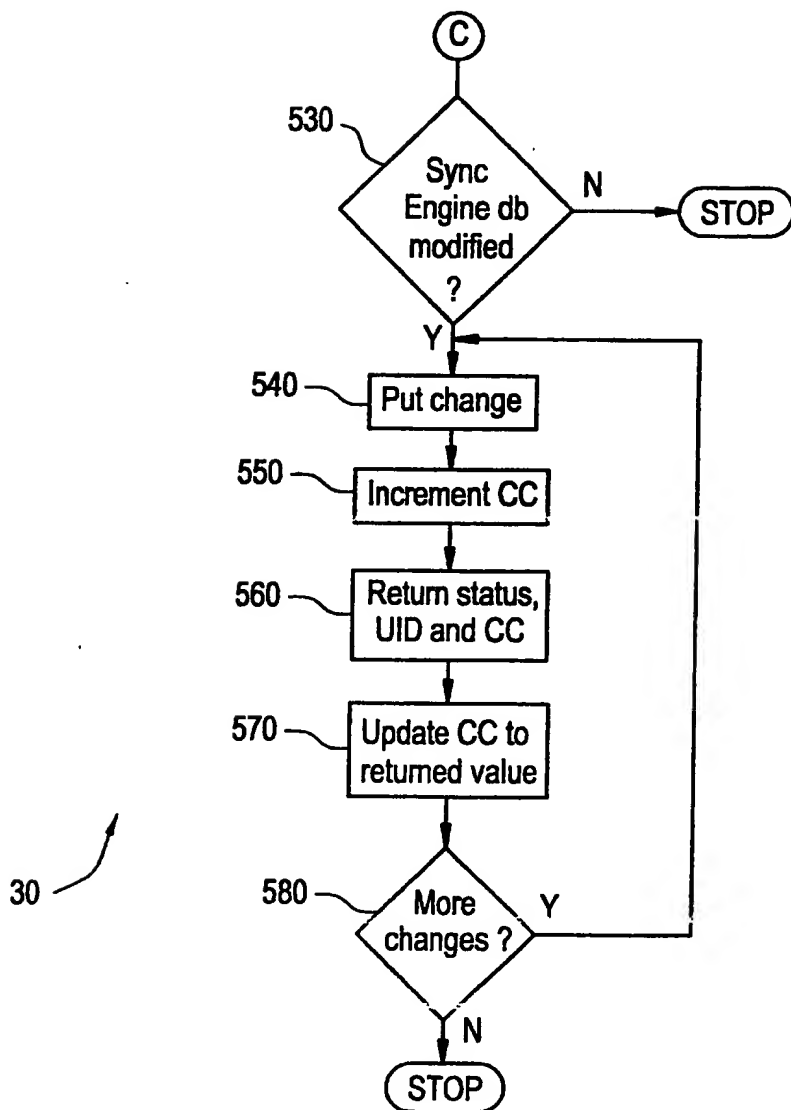 C
530
Sync
Engine db
modified
?
N
STOP
Y
540
Put change
550
Increment CC
560
Return status,
UID and CC
570
Update CC to
returned value
580
More
changes ?
Y
30
N
STOP